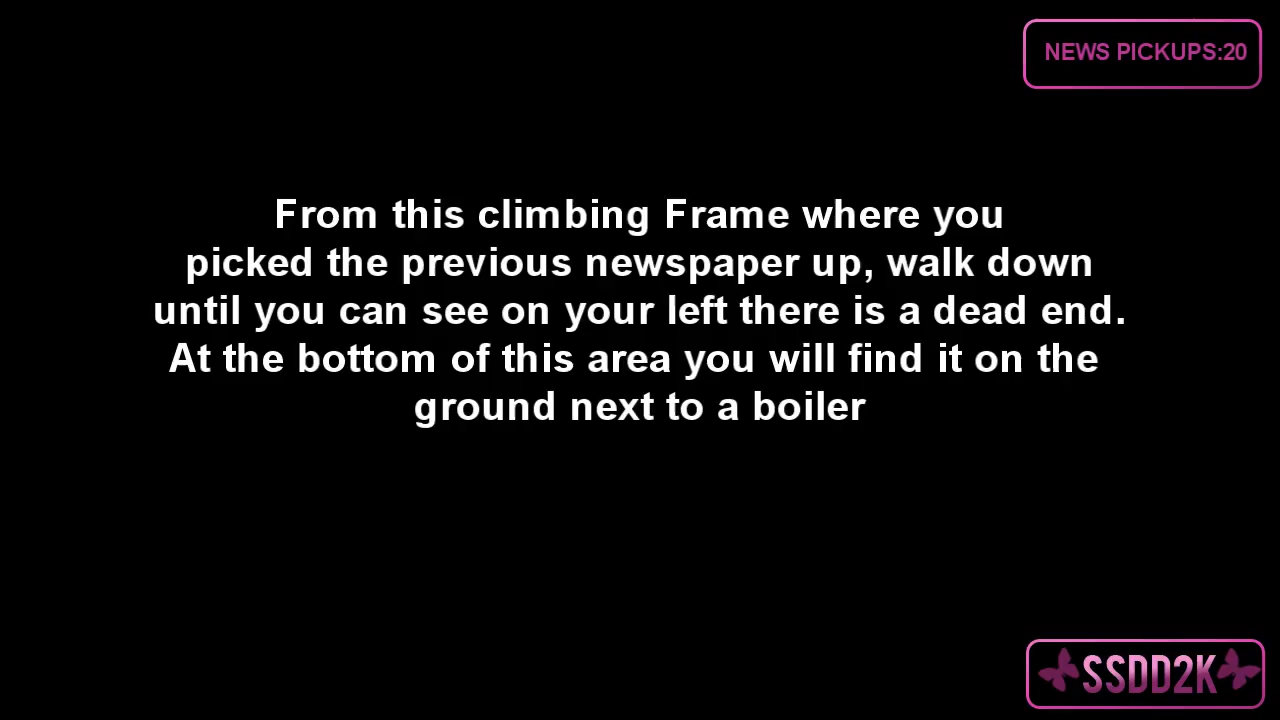 NEWS PICKUPS:20
From this climbing Frame where you
picked the previous newspaper up, walk down
until you can see on your left there is a dead end.
At the bottom of this area you will find it on the
ground next to a boiler
SSDD2K